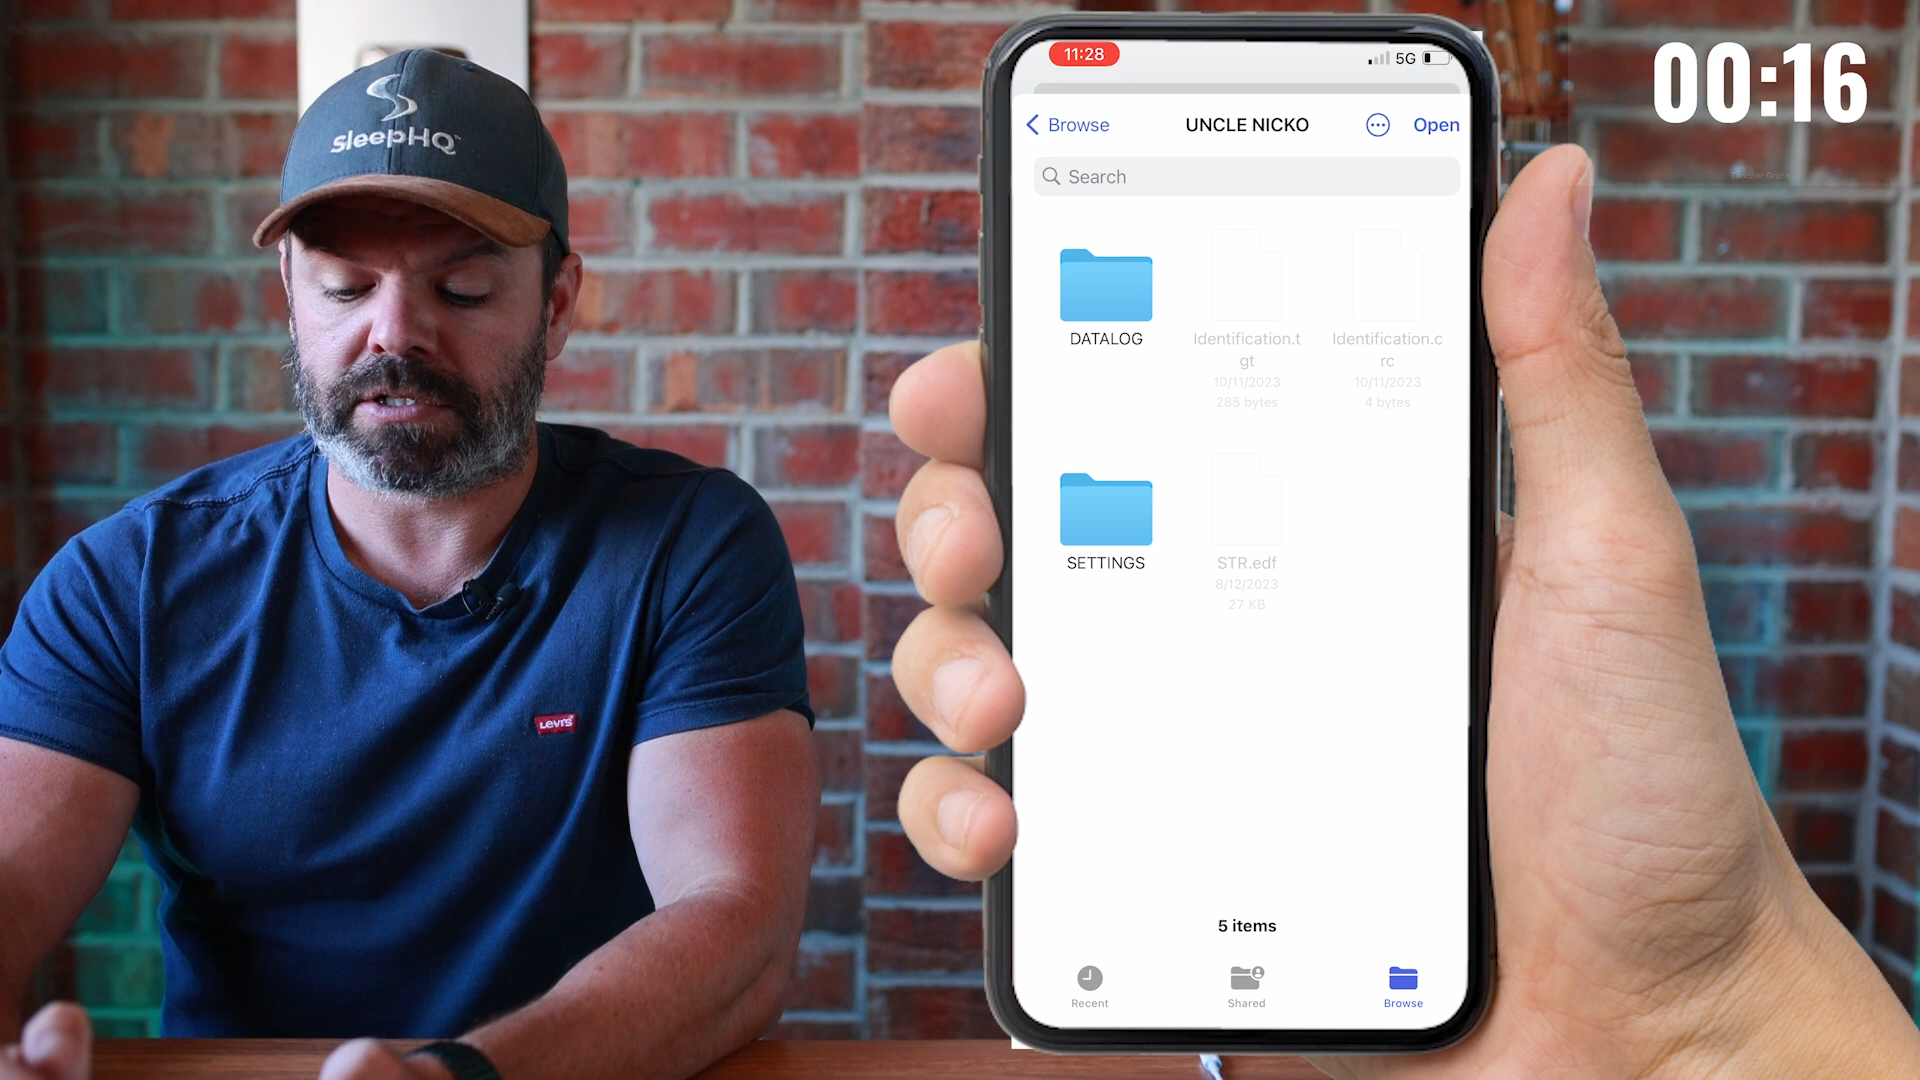 SleepHQ™
Levi's
11:28
5G
Browse
UNCLE NICKO
Open
Search
DATALOG
Identification.t
gt
10/11/2023
285 bytes
Identification.c
rc
10/11/2023
4 bytes
SETTINGS
STR.edf
8/12/2023
27 KB
5 items
Recent
Shared
Browse
00:16